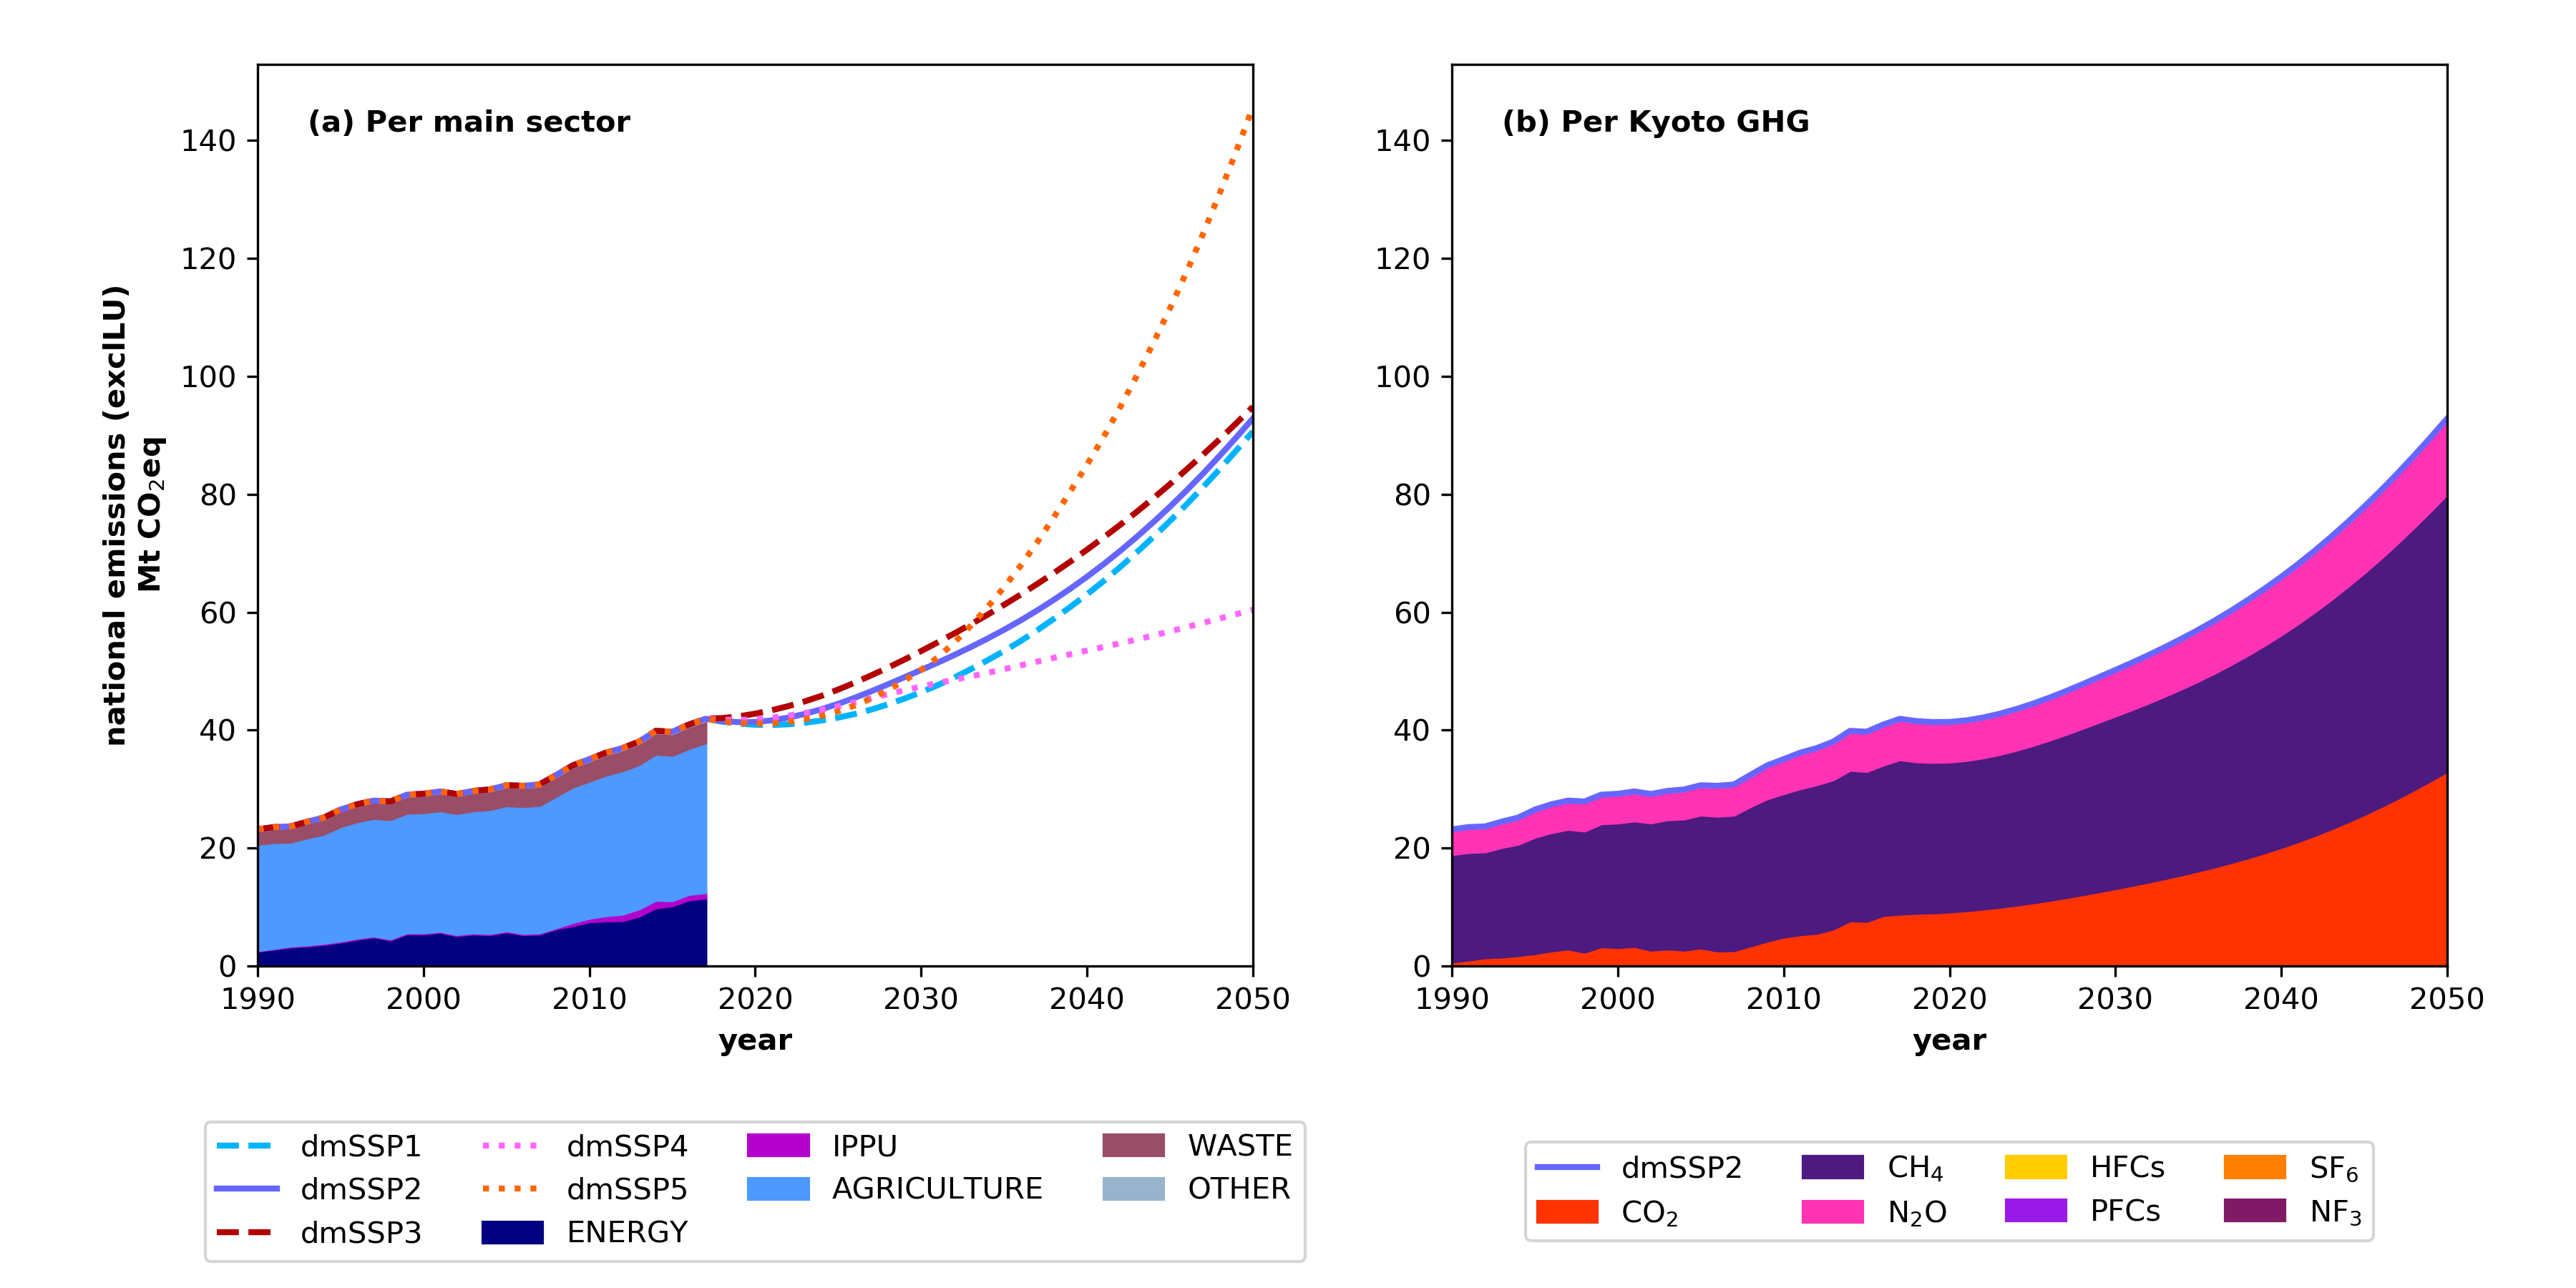 (a) Per main sector
national emissions (exclLU)
Mt CO₂eq
140
120
100
80
60
40
20
0
1990 2000 2010 2020 2030 2040 2050
year
dmSSP1 dmSSP4 IPPU WASTE
dmSSP2 dmSSP5 AGRICULTURE OTHER
dmSSP3 ENERGY
(b) Per Kyoto GHG
140
120
100
80
60
40
20
0
1990 2000 2010 2020 2030 2040 2050
year
dmSSP2 CH₄ HFCs SF₆
CO₂ N₂O PFCs NF₃